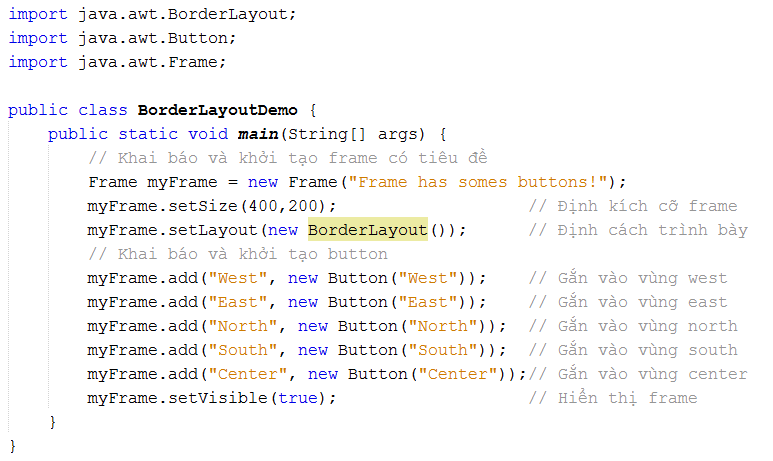 import java.awt.BorderLayout;
import java.awt.Button;
import java.awt.Frame;

public class BorderLayoutDemo {
    public static void main(String[] args) {
        // Khai báo và khởi tạo frame có tiêu đề
        Frame myFrame = new Frame("Frame has somes buttons!");
        myFrame.setSize(400,200);                   // Định kích cỡ frame
        myFrame.setLayout(new BorderLayout());      // Định cách trình bày
        // Khai báo và khởi tạo button
        myFrame.add("West", new Button("West"));    // Gắn vào vùng west
        myFrame.add("East", new Button("East"));    // Gắn vào vùng east
        myFrame.add("North", new Button("North"));  // Gắn vào vùng north
        myFrame.add("South", new Button("South"));  // Gắn vào vùng south
        myFrame.add("Center", new Button("Center"));// Gắn vào vùng center
        myFrame.setVisible(true);                   // Hiển thị frame
    }
}